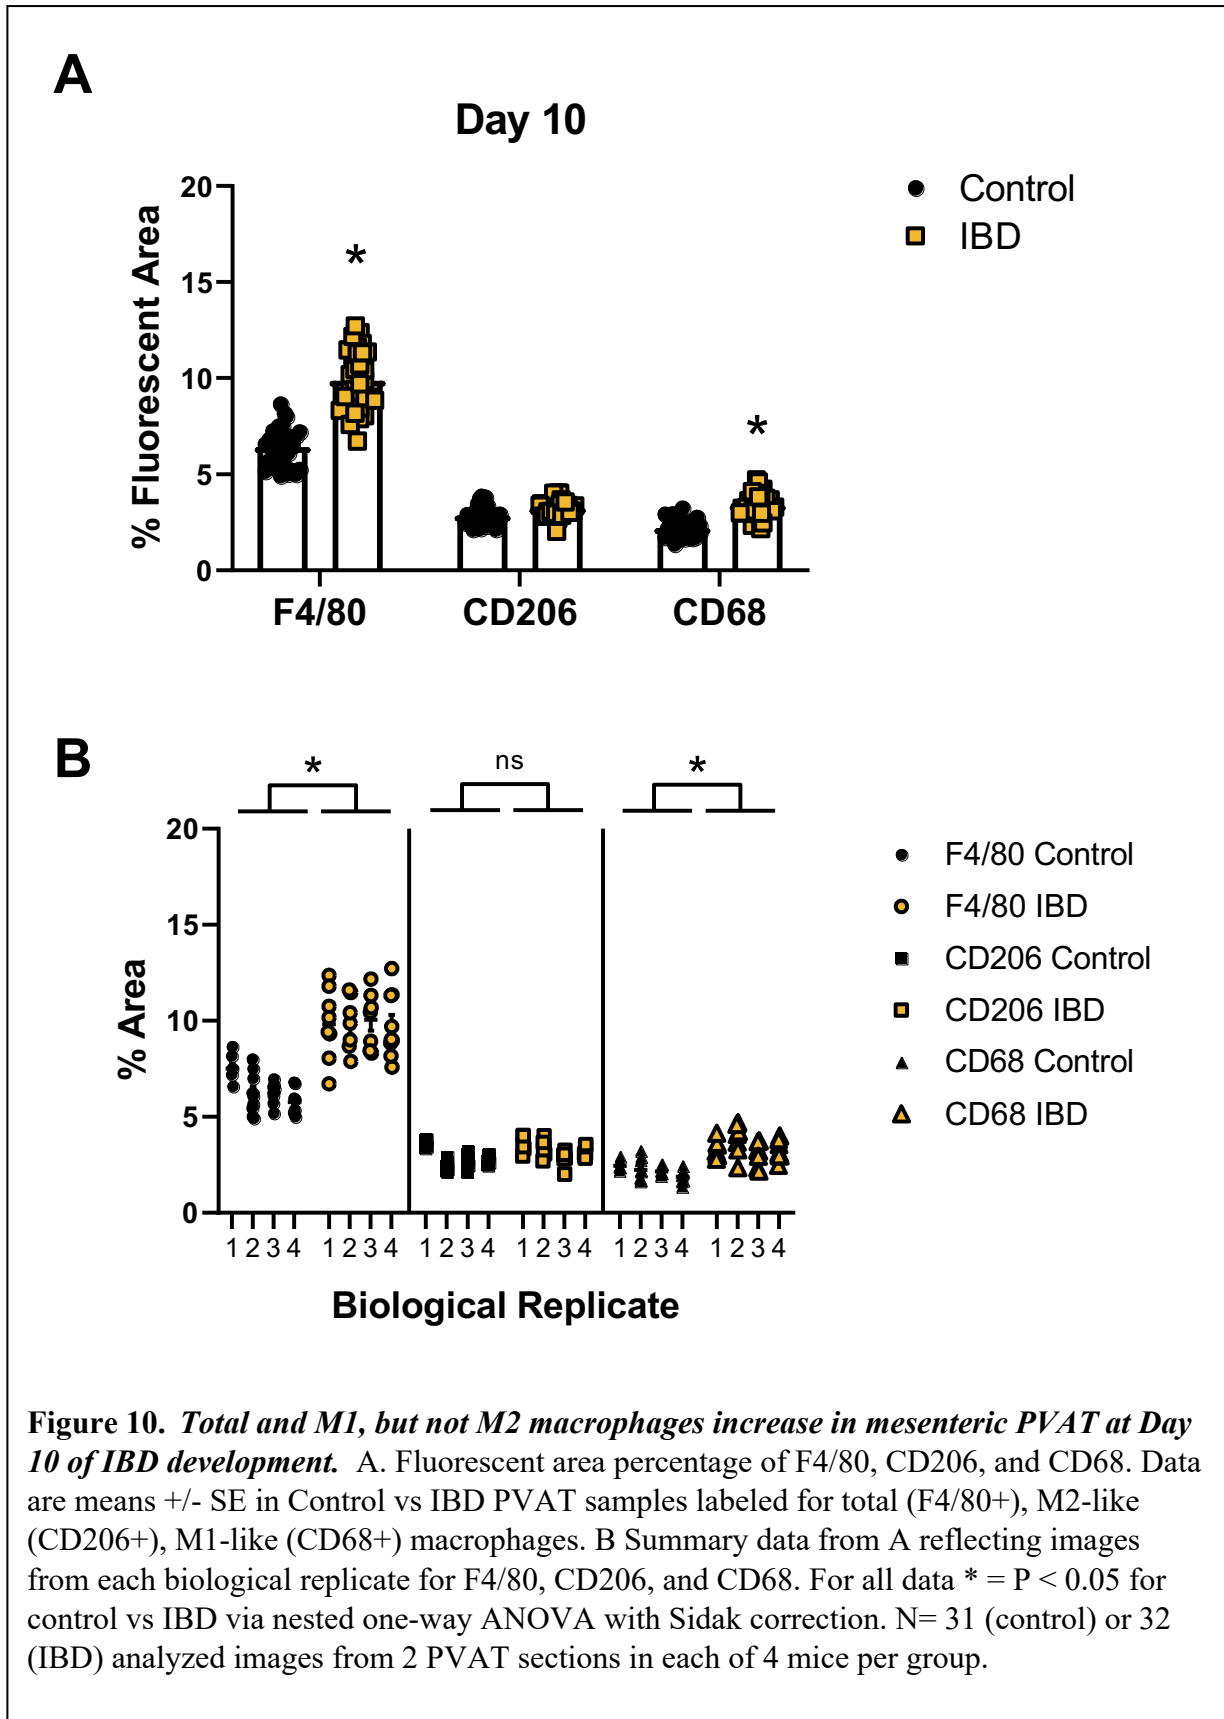 A
Day 10
% Fluorescent Area
20
15
10
5
0
*
*
F4/80
CD206
CD68
Control
IBD
B
*
ns
*
% Area
20
15
10
5
0
1 2 3 4 1 2 3 4 1 2 3 4 1 2 3 4 1 2 3 4 1 2 3 4
Biological Replicate
F4/80 Control
F4/80 IBD
CD206 Control
CD206 IBD
CD68 Control
CD68 IBD
Figure 10. Total and M1, but not M2 macrophages increase in mesenteric PVAT at Day
10 of IBD development. A. Fluorescent area percentage of F4/80, CD206, and CD68. Data
are means +/- SE in Control vs IBD PVAT samples labeled for total (F4/80+), M2-like
(CD206+), M1-like (CD68+) macrophages. B Summary data from A reflecting images
from each biological replicate for F4/80, CD206, and CD68. For all data * = P < 0.05 for
control vs IBD via nested one-way ANOVA with Sidak correction. N= 31 (control) or 32
(IBD) analyzed images from 2 PVAT sections in each of 4 mice per group.